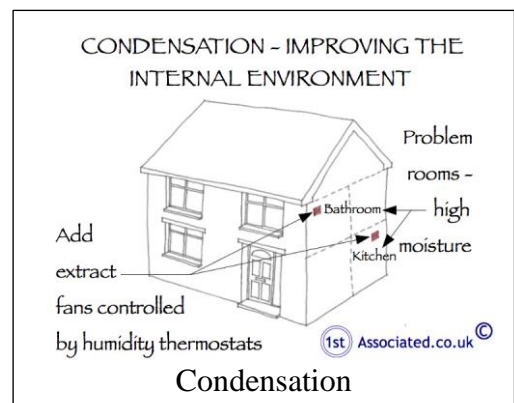 CONDENSATION – IMPROVING THE
INTERNAL ENVIRONMENT
Problem
rooms –
high
moisture
Bathroom
Kitchen
Add
extract
fans controlled
by humidity thermostats
1st Associated.co.uk ©
Condensation